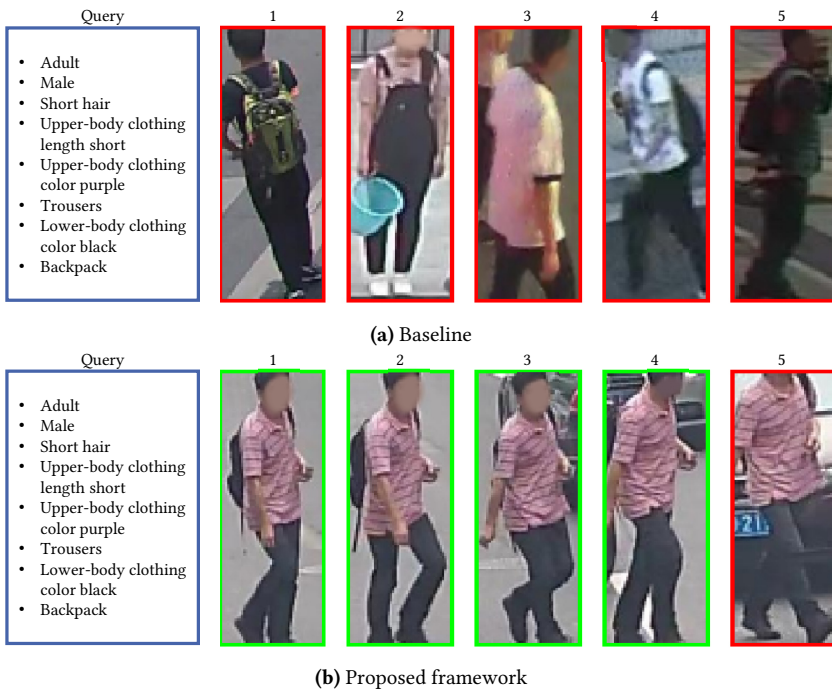 Query 1 2 3 4 5
• Adult
• Male
• Short hair
• Upper-body clothing
length short
• Upper-body clothing
color purple
• Trousers
• Lower-body clothing
color black
• Backpack
(a) Baseline
Query 1 2 3 4 5
• Adult
• Male
• Short hair
• Upper-body clothing
length short
• Upper-body clothing
color purple
• Trousers
• Lower-body clothing
color black
• Backpack
21
(b) Proposed framework